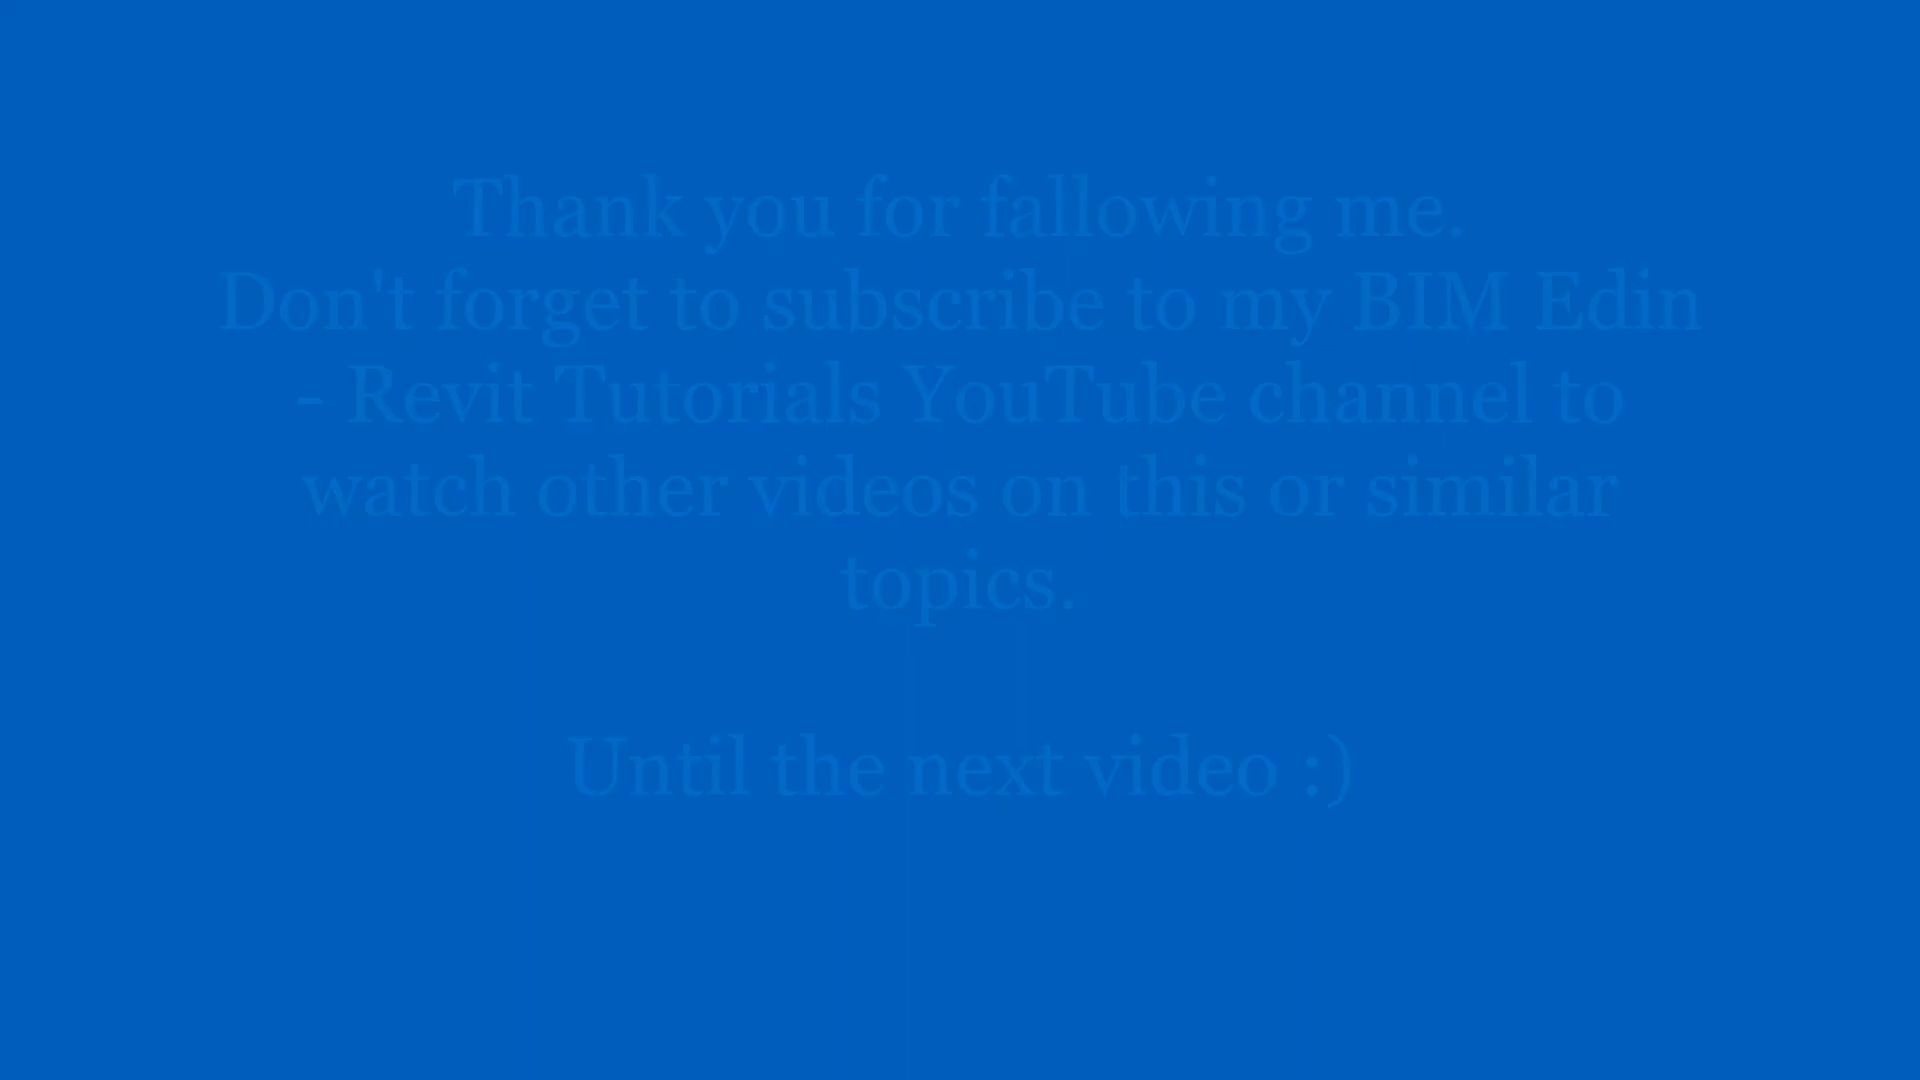 Thank you for fallowing me.
Don't forget to subscribe to my BIM Edin
- Revit Tutorials YouTube channel to
watch other videos on this or similar
topics.
Until the next video :)